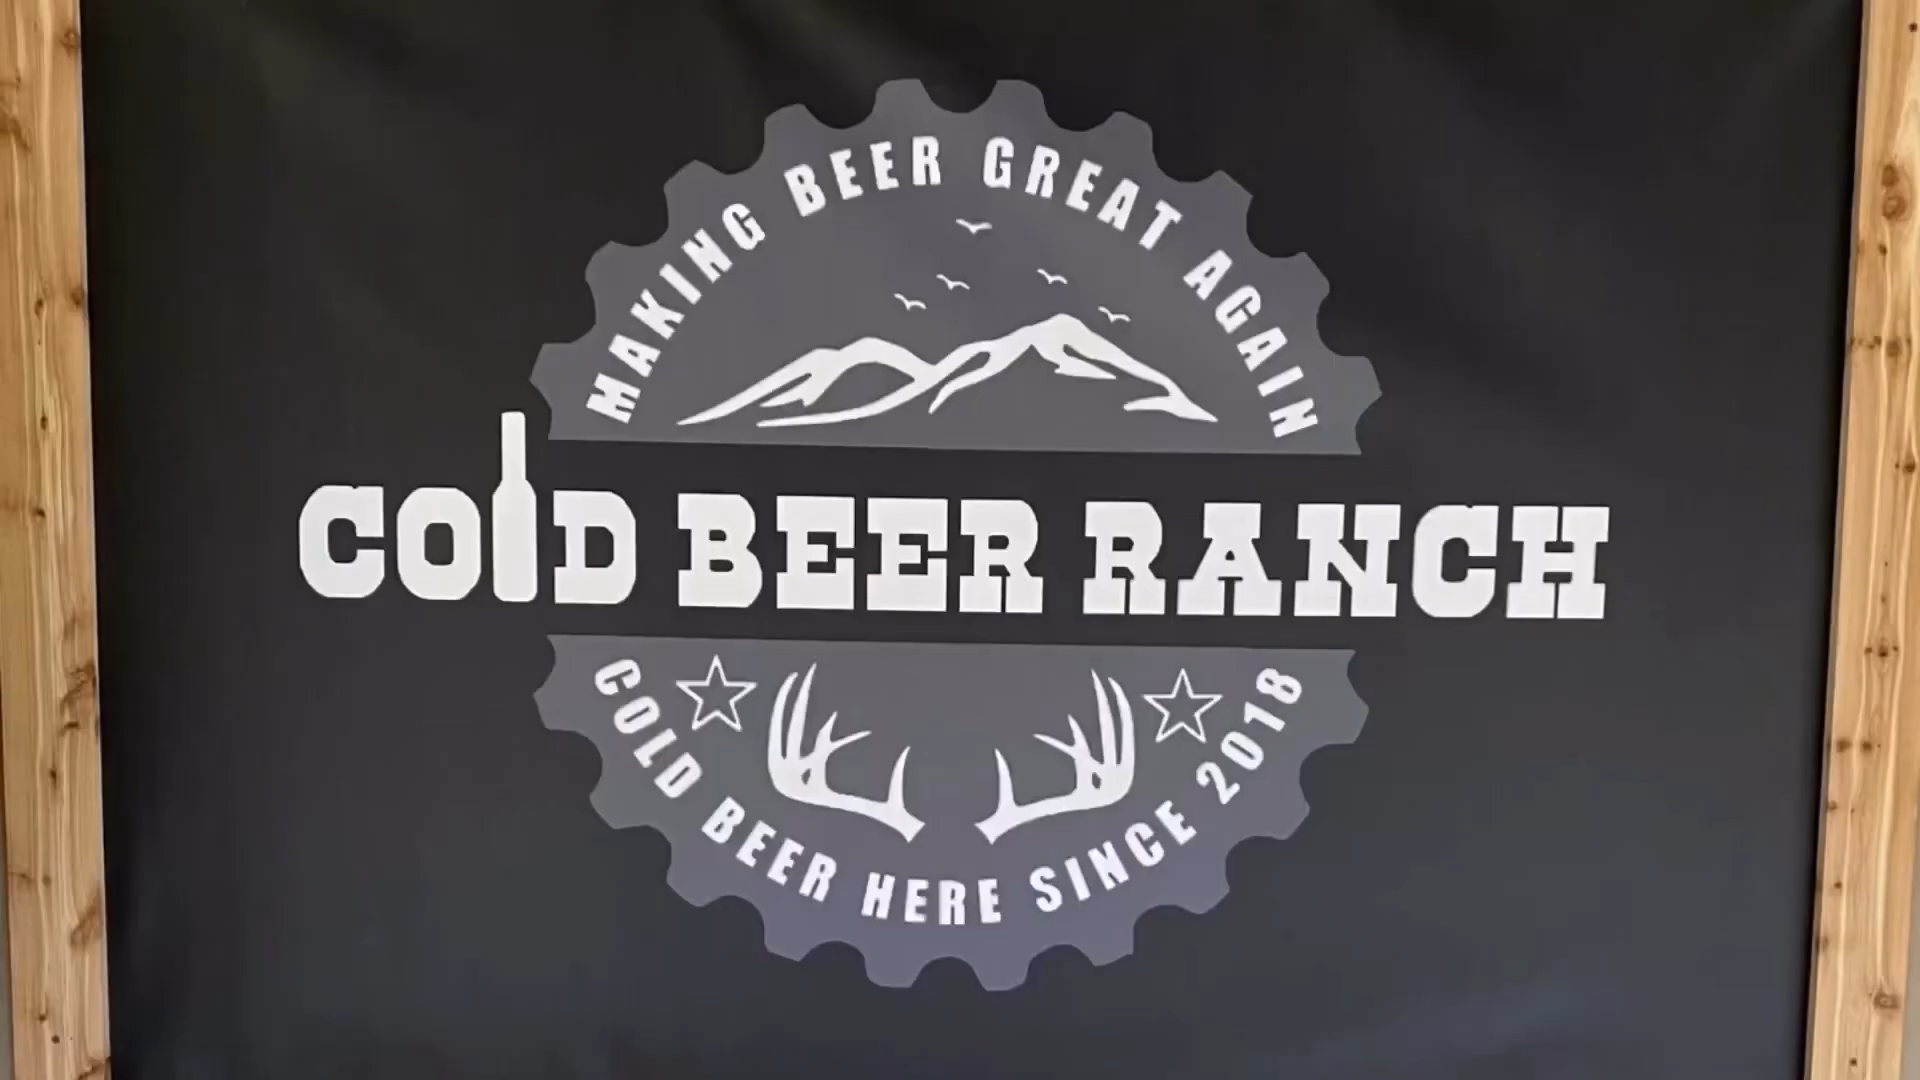 MAKING BEER GREAT AGAIN
COLD BEER RANCH
COLD BEER HERE SINCE 2018